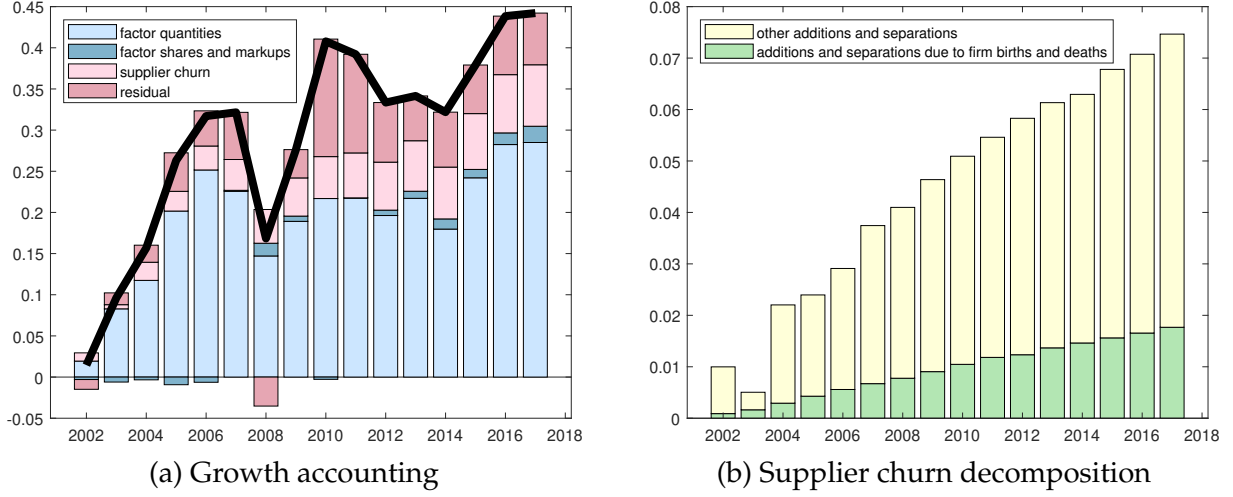 0.45
0.4
0.35
0.3
0.25
0.2
0.15
0.1
0.05
0
-0.05
factor quantities
factor shares and markups
supplier churn
residual
2002 2004 2006 2008 2010 2012 2014 2016 2018
(a) Growth accounting
0.08
0.07
0.06
0.05
0.04
0.03
0.02
0.01
0
other additions and separations
additions and separations due to firm births and deaths
2002 2004 2006 2008 2010 2012 2014 2016 2018
(b) Supplier churn decomposition